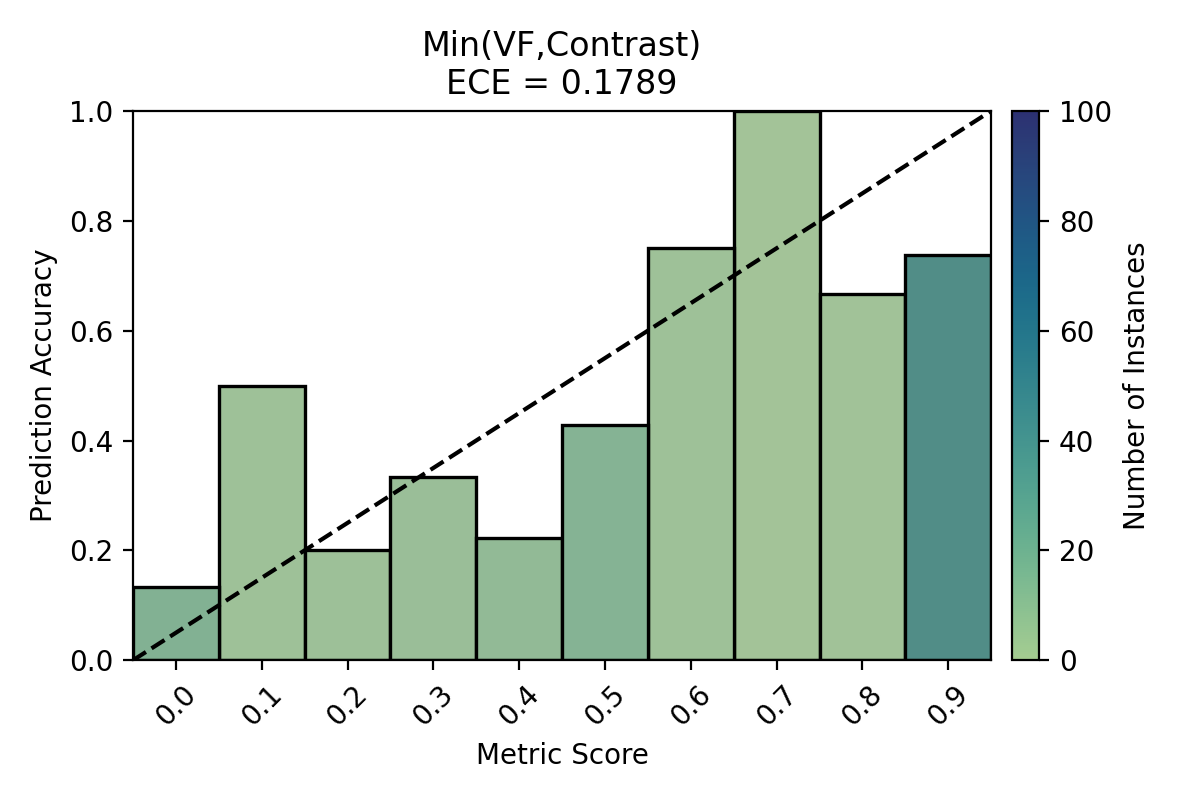 Min(VF,Contrast)
ECE = 0.1789
Prediction Accuracy
1.0
0.8
0.6
0.4
0.2
0.0
0.0 0.1 0.2 0.3 0.4 0.5 0.6 0.7 0.8 0.9
Metric Score
100
80
60
40
20
0
Number of Instances